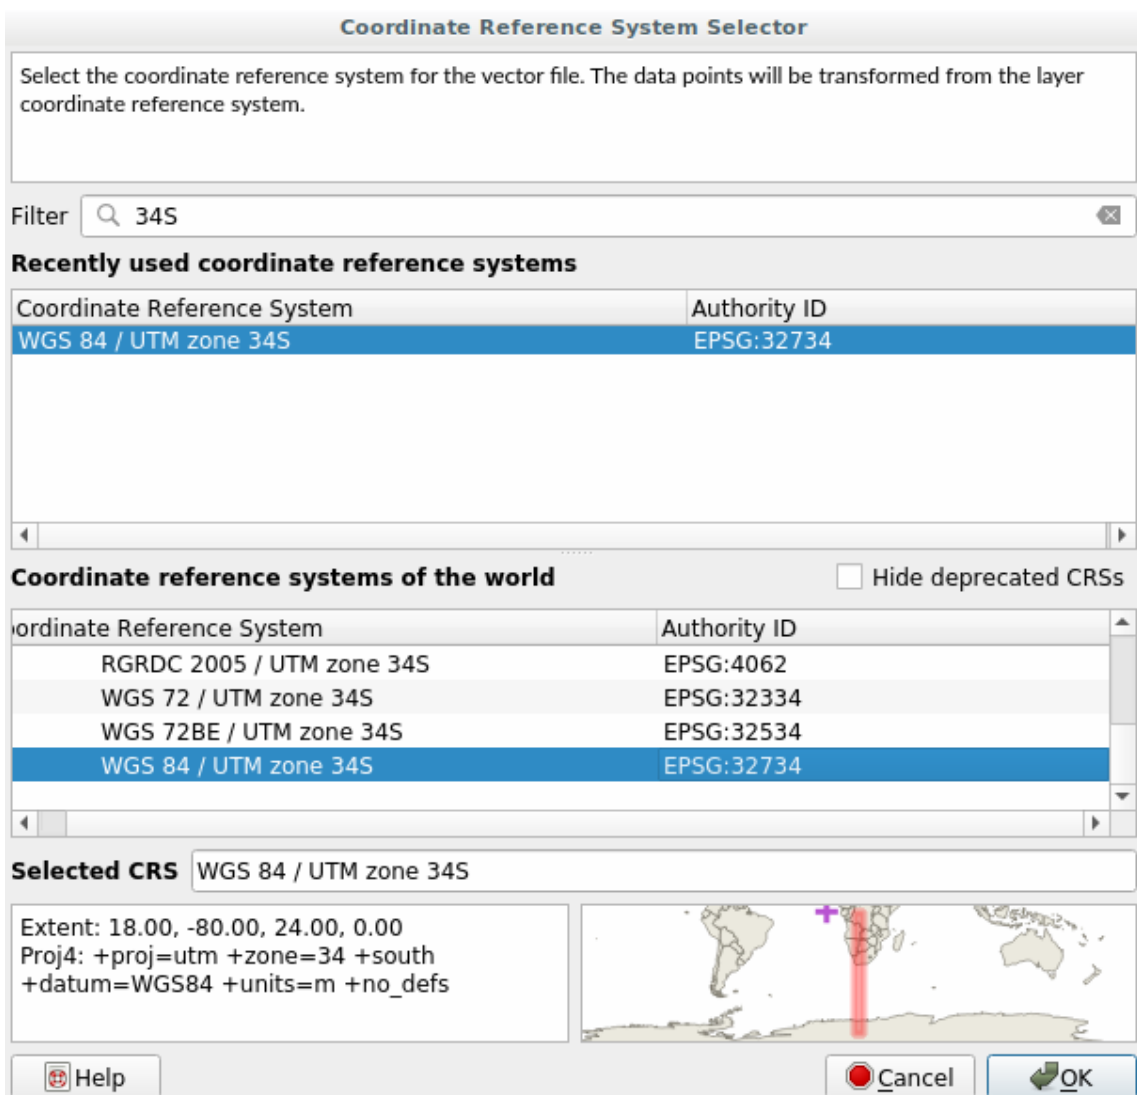 Coordinate Reference System Selector
Select the coordinate reference system for the vector file. The data points will be transformed from the layer
coordinate reference system.
Filter 34S
Recently used coordinate reference systems
Coordinate Reference System Authority ID
WGS 84 / UTM zone 34S EPSG:32734
Coordinate reference systems of the world Hide deprecated CRSs
ordinate Reference System Authority ID
RGRDC 2005 / UTM zone 34S EPSG:4062
WGS 72 / UTM zone 34S EPSG:32334
WGS 72BE / UTM zone 34S EPSG:32534
WGS 84 / UTM zone 34S EPSG:32734
Selected CRS WGS 84 / UTM zone 34S
Extent: 18.00, -80.00, 24.00, 0.00
Proj4: +proj=utm +zone=34 +south
+datum=WGS84 +units=m +no_defs
Help Cancel OK